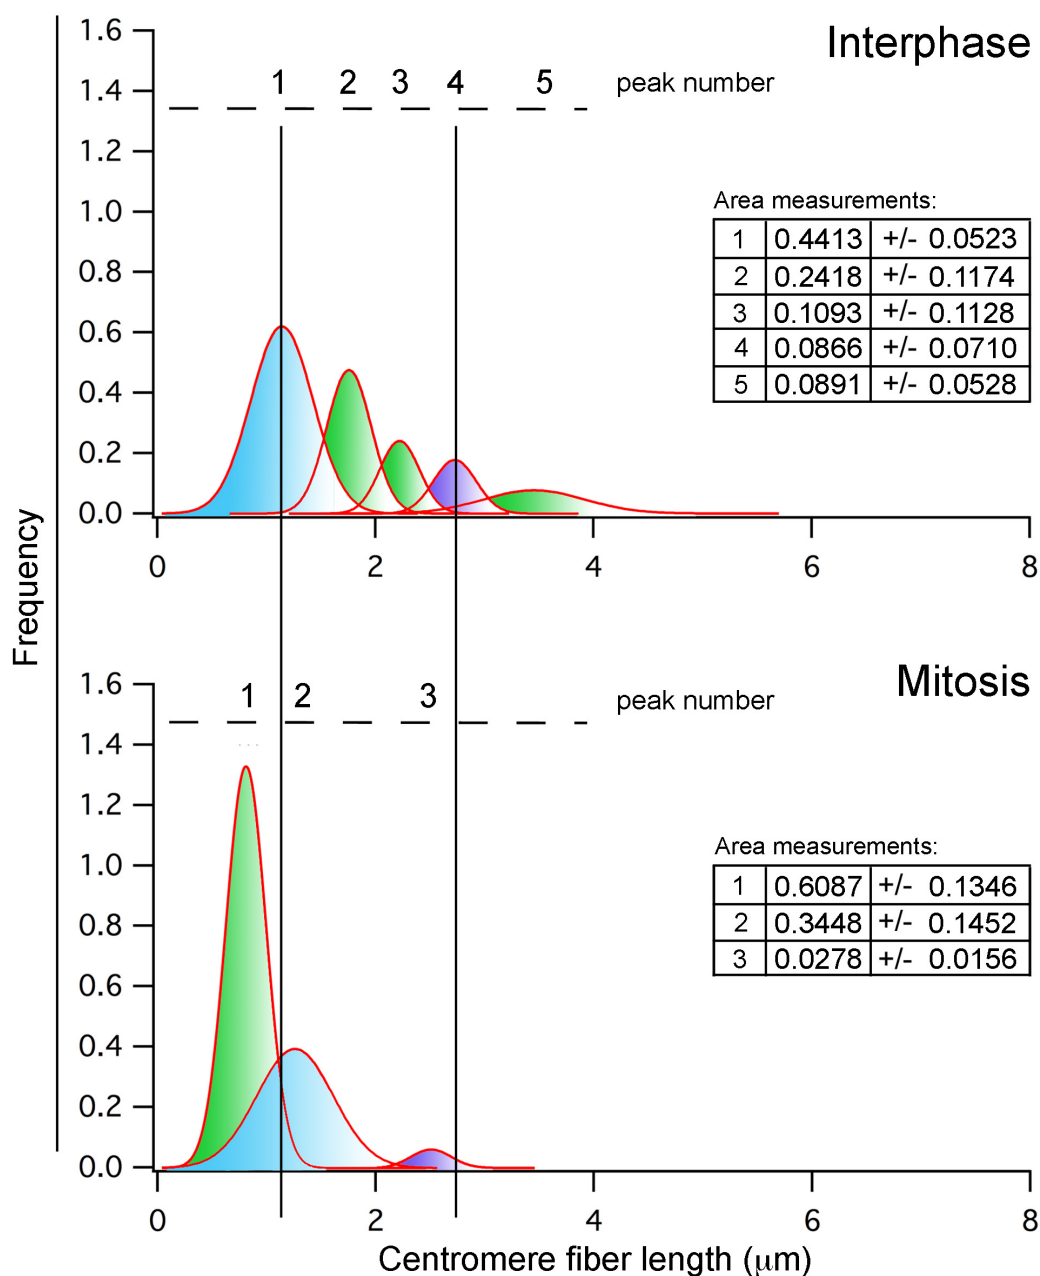 Interphase
1.6
1.4
1.2
1.0
0.8
0.6
0.4
0.2
0.0
1 2 3 4 5 peak number
Area measurements:
1 0.4413 +/- 0.0523
2 0.2418 +/- 0.1174
3 0.1093 +/- 0.1128
4 0.0866 +/- 0.0710
5 0.0891 +/- 0.0528
0 2 4 6 8
Frequency
Mitosis
1.6
1.4
1.2
1.0
0.8
0.6
0.4
0.2
0.0
1 2 3 peak number
Area measurements:
1 0.6087 +/- 0.1346
2 0.3448 +/- 0.1452
3 0.0278 +/- 0.0156
0 2 4 6 8
Centromere fiber length (μm)